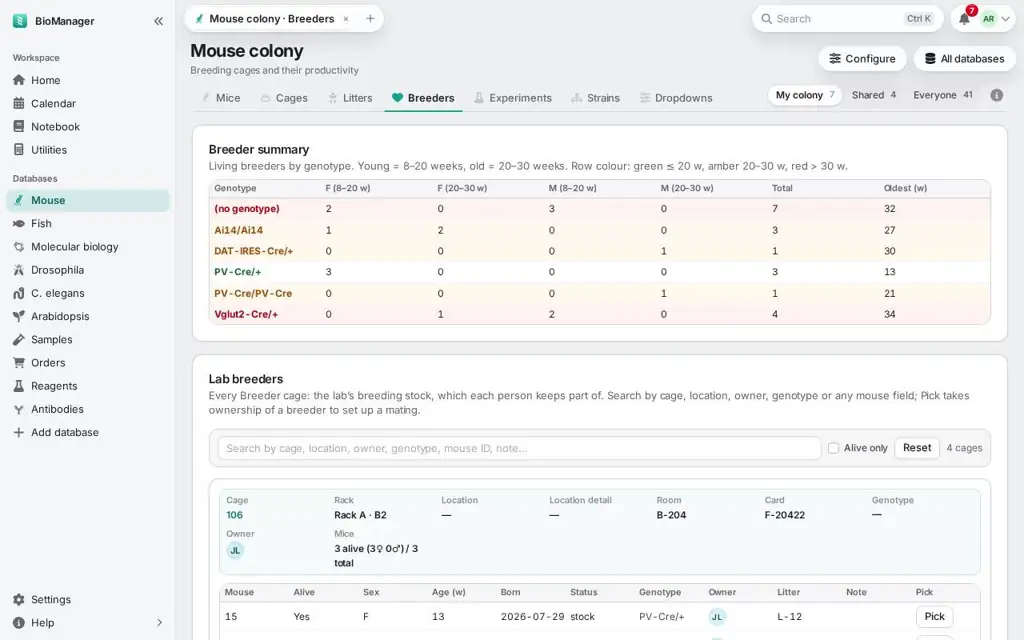 BioManager
Workspace
Home
Calendar
Notebook
Utilities
Databases
Mouse
Fish
Molecular biology
Drosophila
C. elegans
Arabidopsis
Samples
Orders
Reagents
Antibodies
Add database
Settings
Help
Mouse colony · Breeders × +
Search Ctrl K
7
AR
Mouse colony
Breeding cages and their productivity
Configure
All databases
Mice Cages Litters Breeders Experiments Strains Dropdowns
My colony 7 Shared 4 Everyone 41
Breeder summary
Living breeders by genotype. Young = 8–20 weeks, old = 20–30 weeks. Row colour: green ≤ 20 w, amber 20–30 w, red > 30 w.
Genotype F (8–20 w) F (20–30 w) M (8–20 w) M (20–30 w) Total Oldest (w)
(no genotype) 2 0 3 0 7 32
Ai14/Ai14 1 2 0 0 3 27
DAT-IRES-Cre/+ 0 0 0 1 1 30
PV-Cre/+ 3 0 0 0 3 13
PV-Cre/PV-Cre 0 0 0 1 1 21
Vglut2-Cre/+ 0 1 2 0 4 34
Lab breeders
Every Breeder cage: the lab's breeding stock, which each person keeps part of. Search by cage, location, owner, genotype or any mouse field; Pick takes
ownership of a breeder to set up a mating.
Search by cage, location, owner, genotype, mouse ID, note...
Alive only Reset 4 cages
Cage Rack Location Location detail Room Card Genotype
106 Rack A · B2 — — B-204 F-20422 —
Owner Mice
JL 3 alive (3♀ 0♂) / 3
total
Mouse Alive Sex Age (w) Born Status Genotype Owner Litter Note Pick
15 Yes F 13 2026-07-29 stock PV-Cre/+ JL L-12 Pick